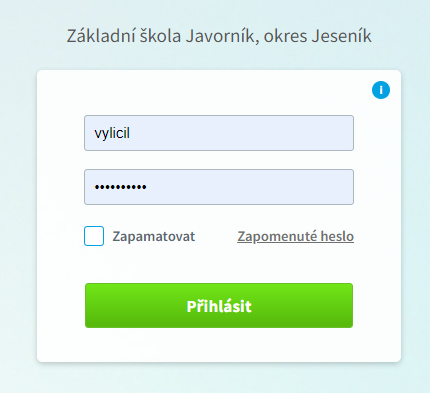 Základní škola Javorník, okres Jeseník
i
vylicil
••••••••••
Zapamatovat Zapomenuté heslo
Přihlásit